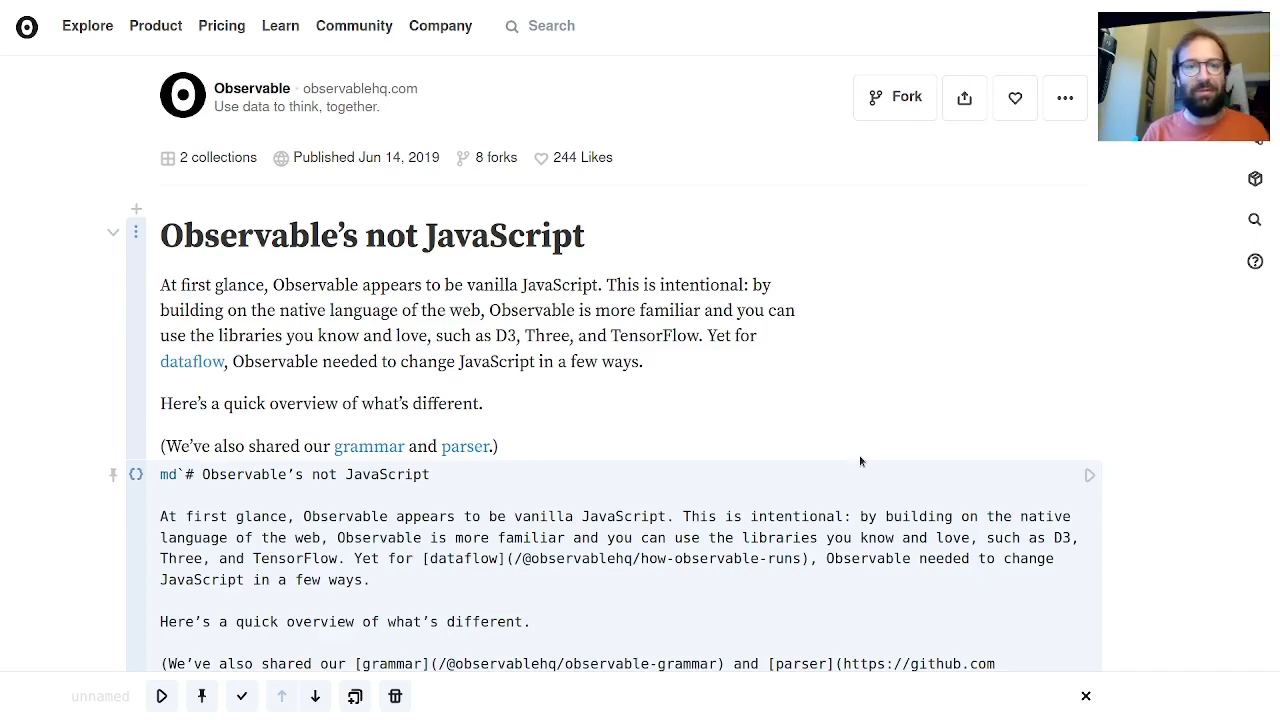 Explore Product Pricing Learn Community Company Search
Observable · observablehq.com
Use data to think, together.
Fork
2 collections Published Jun 14, 2019 8 forks 244 Likes
Observable’s not JavaScript
At first glance, Observable appears to be vanilla JavaScript. This is intentional: by
building on the native language of the web, Observable is more familiar and you can
use the libraries you know and love, such as D3, Three, and TensorFlow. Yet for
dataflow, Observable needed to change JavaScript in a few ways.
Here’s a quick overview of what’s different.
(We’ve also shared our grammar and parser.)
md`# Observable’s not JavaScript
At first glance, Observable appears to be vanilla JavaScript. This is intentional: by building on the native
language of the web, Observable is more familiar and you can use the libraries you know and love, such as D3,
Three, and TensorFlow. Yet for [dataflow](/@observablehq/how-observable-runs), Observable needed to change
JavaScript in a few ways.
Here’s a quick overview of what’s different.
(We’ve also shared our [grammar](/@observablehq/observable-grammar) and [parser](https://github.com
unnamed